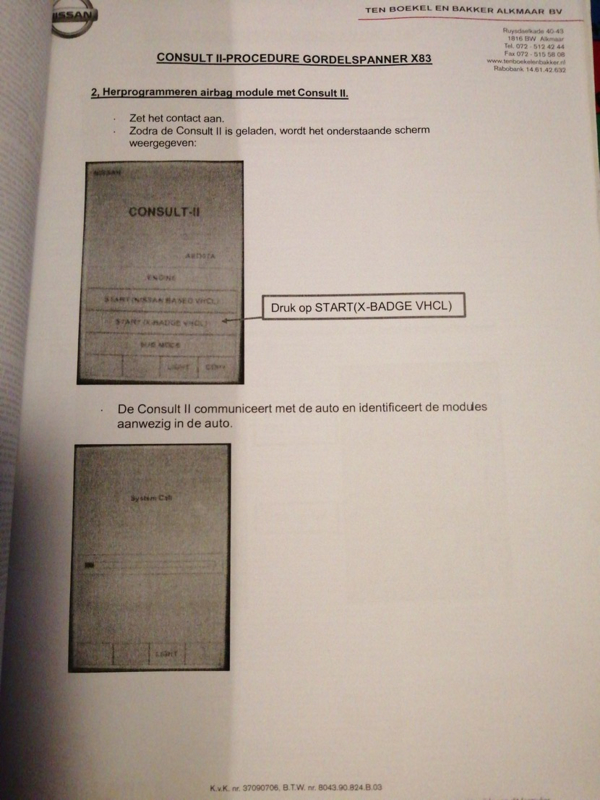 NISSAN
TEN BOEKEL EN BAKKER ALKMAAR BV
Ruysdaelkade 40-43
1816 BW Alkmaar
Tel. 072 - 512 42 44
Fax 072 - 515 58 08
www.tenboekelenbakker.nl
Rabobank 14.61.42.632
CONSULT II-PROCEDURE GORDELSPANNER X83
2, Herprogrammeren airbag module met Consult II.
· Zet het contact aan.
· Zodra de Consult II is geladen, wordt het onderstaande scherm
weergegeven:
NISSAN
CONSULT-II
ENGINE
START (NISSAN BASED VHCL)
START (X-BADGE VHCL)
SUB MODE
LIGHT COPY
Druk op START(X-BADGE VHCL)
· De Consult II communiceert met de auto en identificeert de modules
aanwezig in de auto.
System Call
LIGHT
K.v.K. nr. 37090706, B.T.W. nr. 8043.90.824.B.03